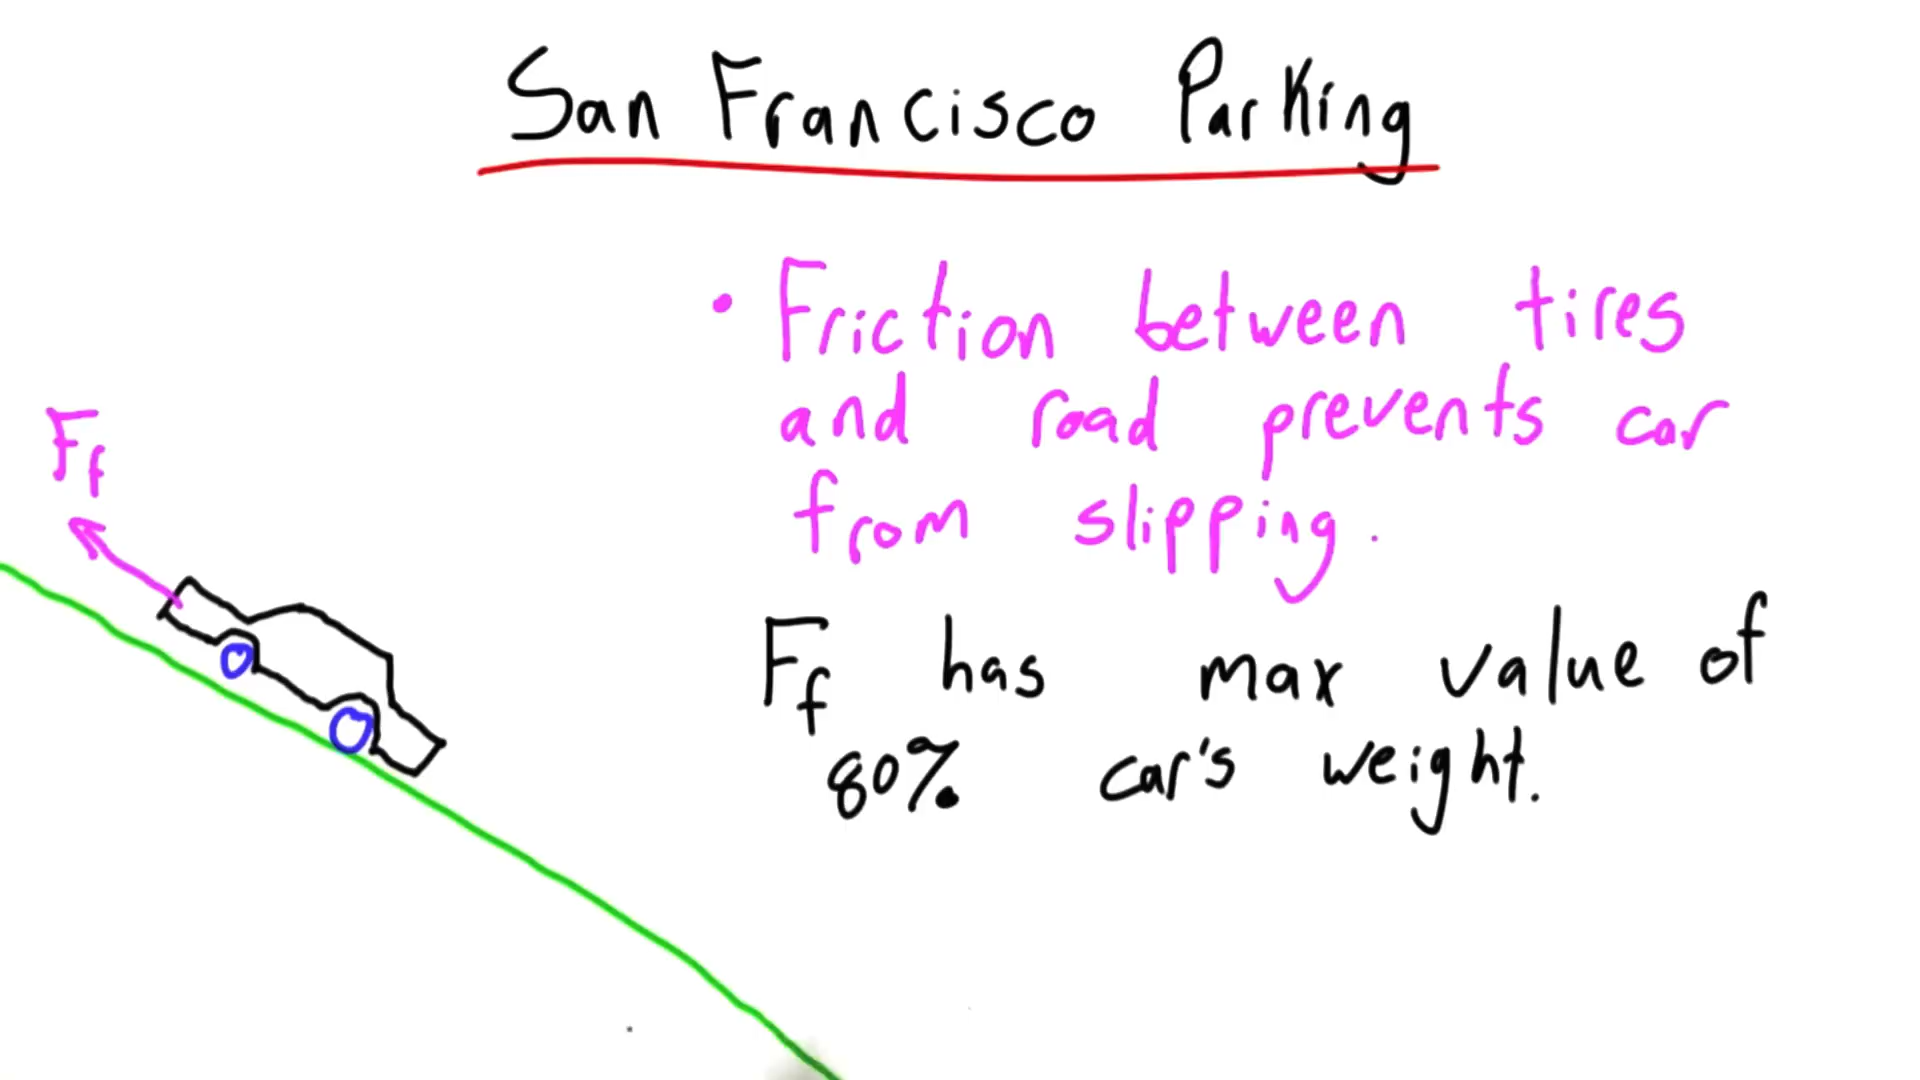 San Francisco Parking
• Friction between tires
and road prevents car
from slipping.
Ff
Ff has max value of
80% car's weight.